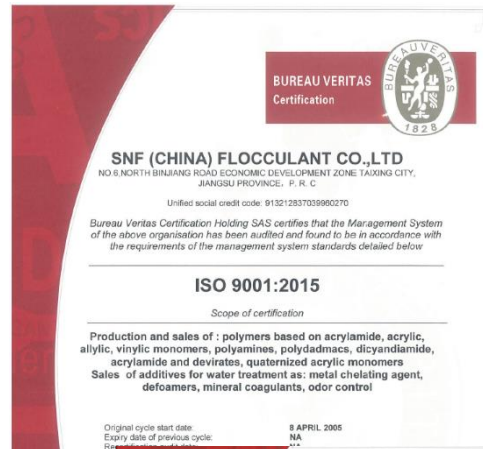 BUREAU VERITAS
Certification
BUREAU VERITAS
1828
SNF (CHINA) FLOCCULANT CO.,LTD
NO.6,NORTH BINJIANG ROAD ECONOMIC DEVELOPMENT ZONE TAIXING CITY,
JIANGSU PROVINCE, P. R. C
Unified social credit code: 913212837039980270
Bureau Veritas Certification Holding SAS certifies that the Management System
of the above organisation has been audited and found to be in accordance with
the requirements of the management system standards detailed below
ISO 9001:2015
Scope of certification
Production and sales of : polymers based on acrylamide, acrylic,
allylic, vinylic monomers, polyamines, polydadmacs, dicyandiamide,
acrylamide and devirates, quaternized acrylic monomers
Sales of additives for water treatment as: metal chelating agent,
defoamers, mineral coagulants, odor control
Original cycle start date: 8 APRIL 2005
Expiry date of previous cycle: NA